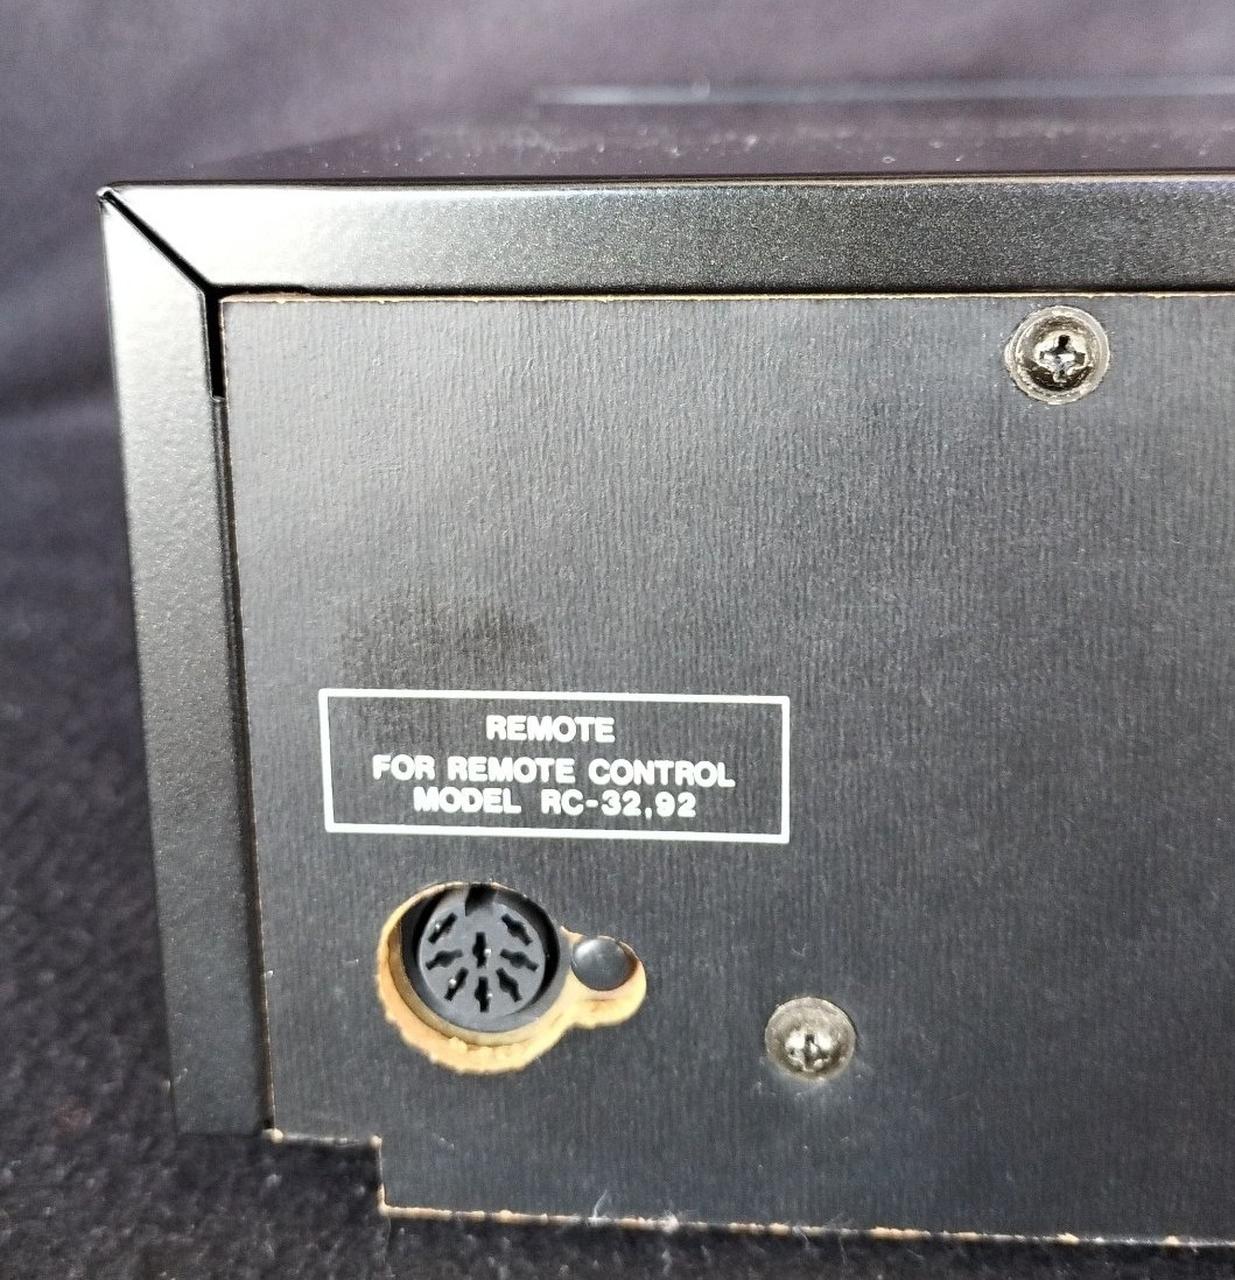 REMOTE
FOR REMOTE CONTROL
MODEL RC-32,92